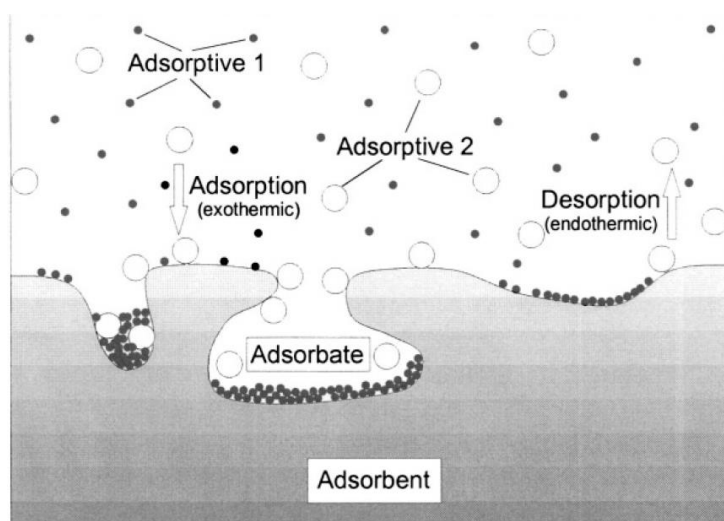 Adsorptive 1
Adsorptive 2
Adsorption
(exothermic)
Desorption
(endothermic)
Adsorbate
Adsorbent